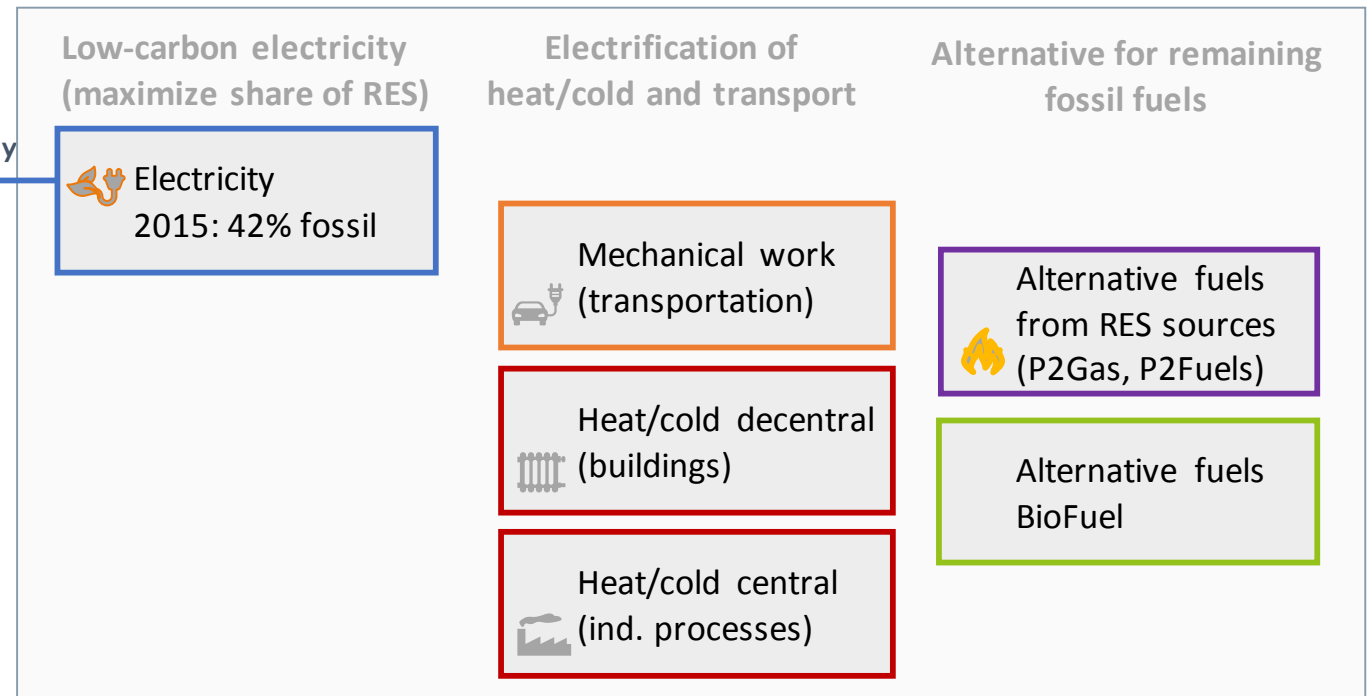 Low-carbon electricity
(maximize share of RES)
y
Electricity
2015: 42% fossil
Electrification of
heat/cold and transport
Mechanical work
(transportation)
Heat/cold decentral
(buildings)
Heat/cold central
(ind. processes)
Alternative for remaining
fossil fuels
Alternative fuels
from RES sources
(P2Gas, P2Fuels)
Alternative fuels
BioFuel